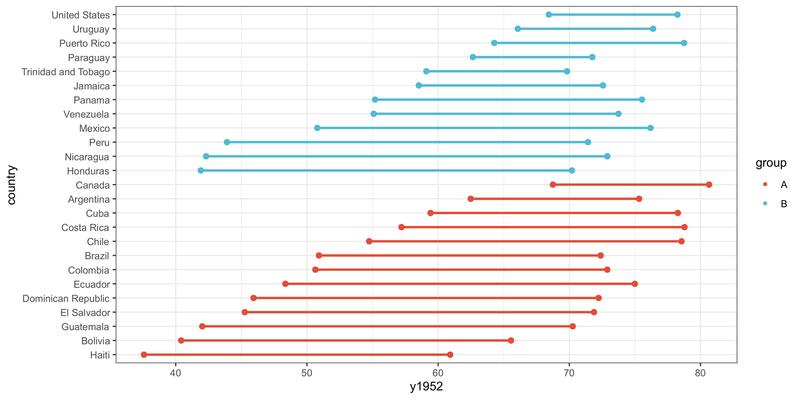 United States
Uruguay
Puerto Rico
Paraguay
Trinidad and Tobago
Jamaica
Panama
Venezuela
Mexico
Peru
Nicaragua
Honduras
Canada
Argentina
Cuba
Costa Rica
Chile
Brazil
Colombia
Ecuador
Dominican Republic
El Salvador
Guatemala
Bolivia
Haiti
country
40 50 60 70 80
y1952
group
A
B